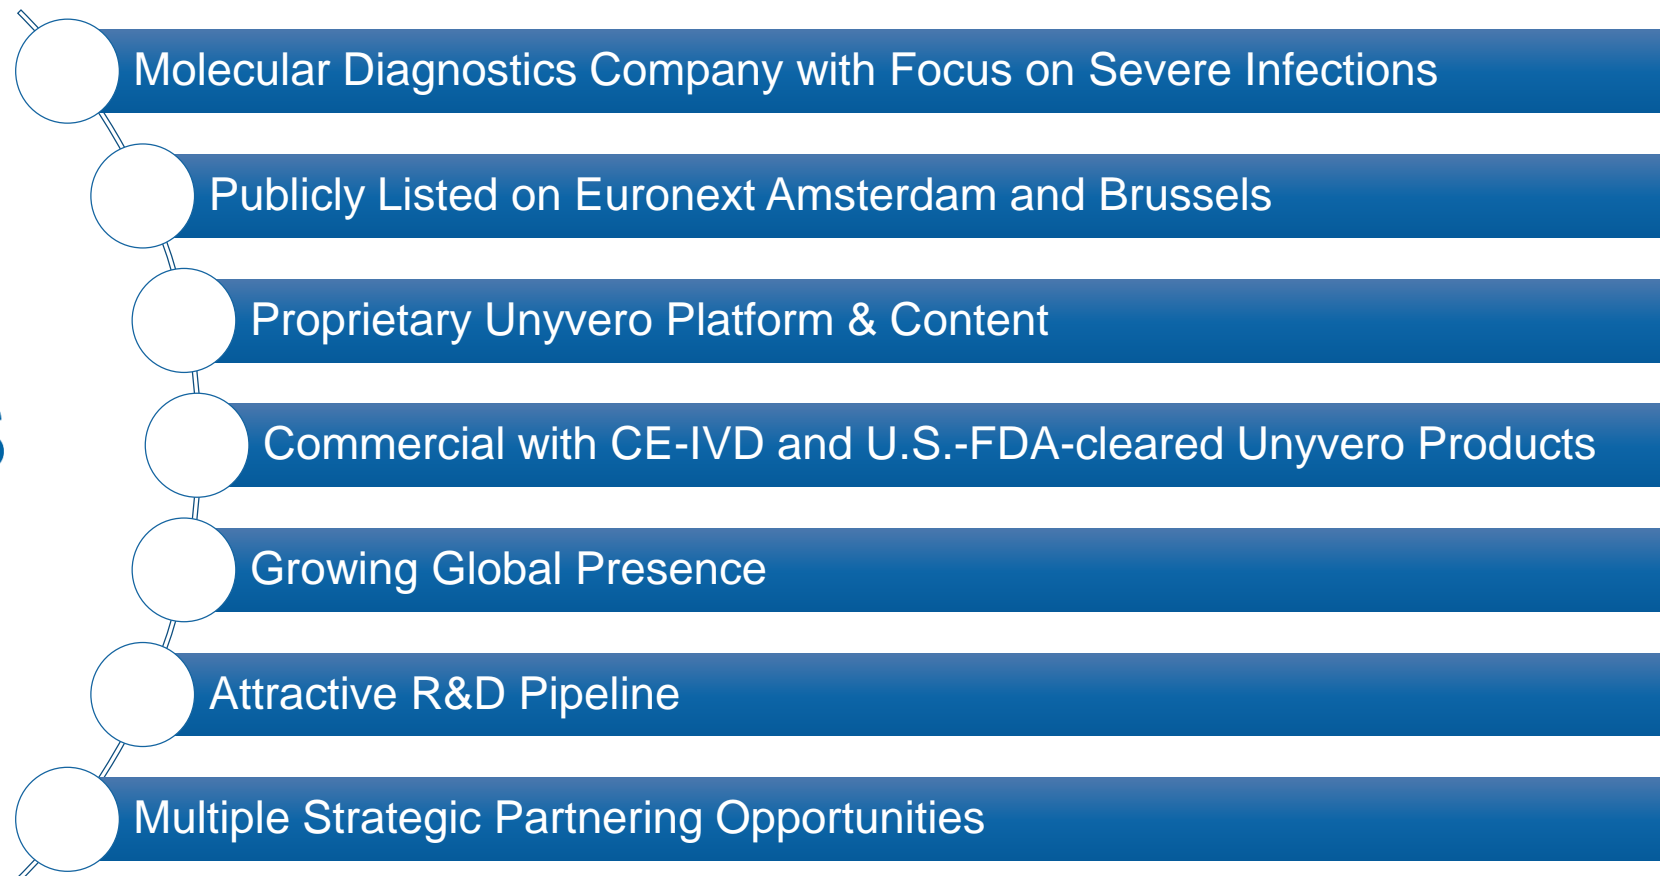 Molecular Diagnostics Company with Focus on Severe Infections
Publicly Listed on Euronext Amsterdam and Brussels
Proprietary Unyvero Platform & Content
Commercial with CE-IVD and U.S.-FDA-cleared Unyvero Products
Growing Global Presence
Attractive R&D Pipeline
Multiple Strategic Partnering Opportunities